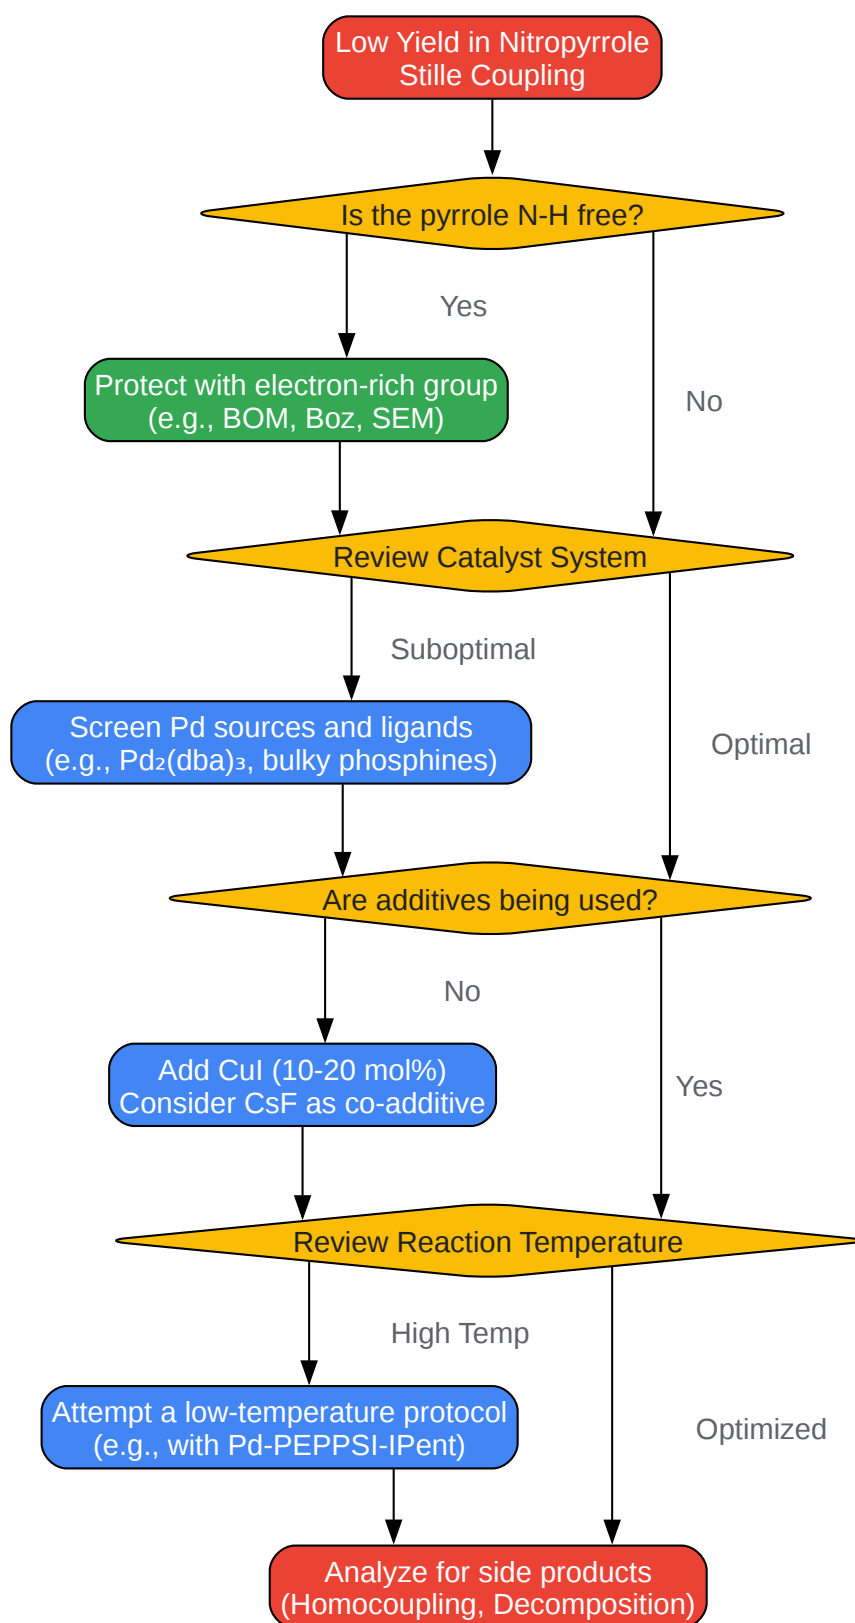 Low Yield in Nitropyrrole
Stille Coupling
Is the pyrrole N-H free?
Yes
Protect with electron-rich group
(e.g., BOM, Boz, SEM)
No
Review Catalyst System
Suboptimal
Screen Pd sources and ligands
(e.g., Pd₂(dba)₃, bulky phosphines)
Optimal
Are additives being used?
No
Add CuI (10-20 mol%)
Consider CsF as co-additive
Yes
Review Reaction Temperature
High Temp
Attempt a low-temperature protocol
(e.g., with Pd-PEPPSI-IPent)
Optimized
Analyze for side products
(Homocoupling, Decomposition)